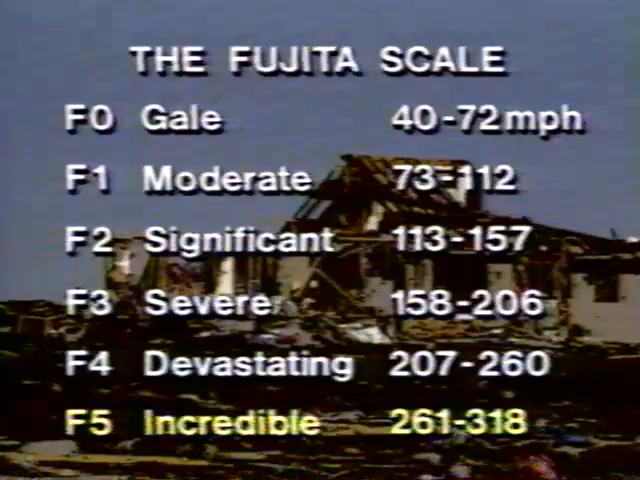 THE FUJITA SCALE
F0 Gale 40-72mph
F1 Moderate 73-112
F2 Significant 113-157
F3 Severe 158-206
F4 Devastating 207-260
F5 Incredible 261-318